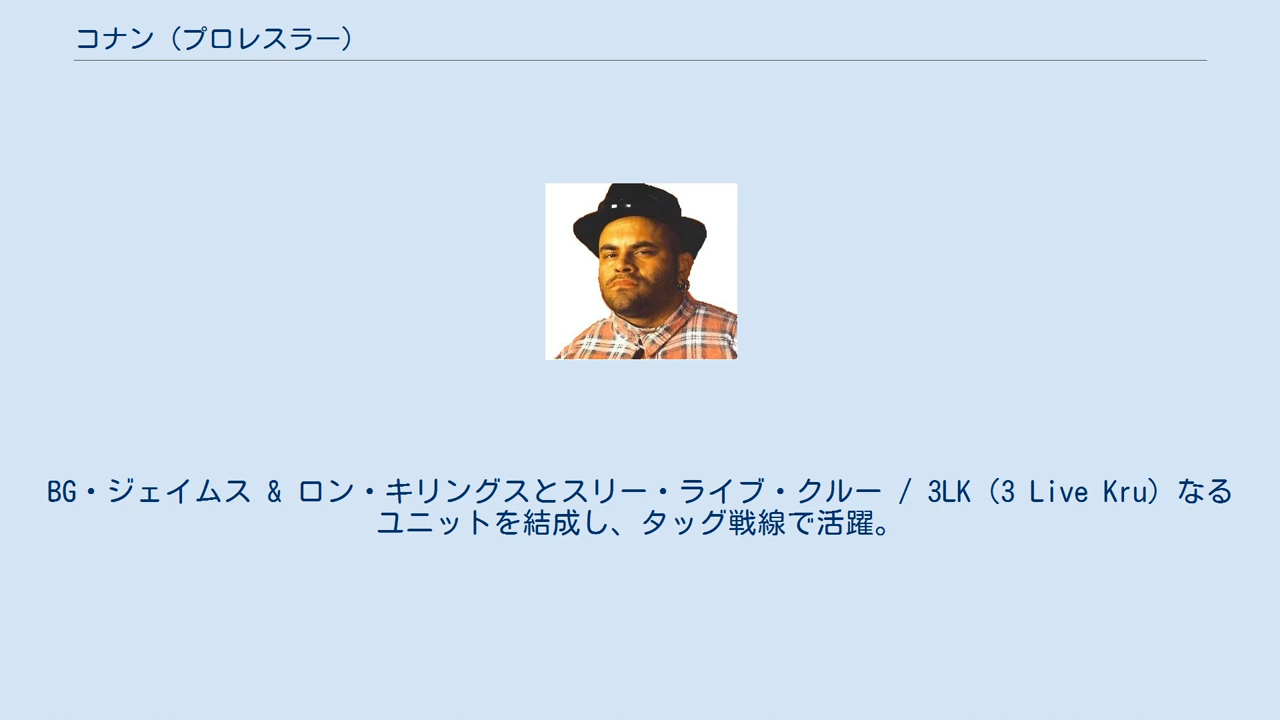 コナン（プロレスラー）
BG・ジェイムス & ロン・キリングスとスリー・ライブ・クルー / 3LK（3 Live Kru）なる
ユニットを結成し、タッグ戦線で活躍。